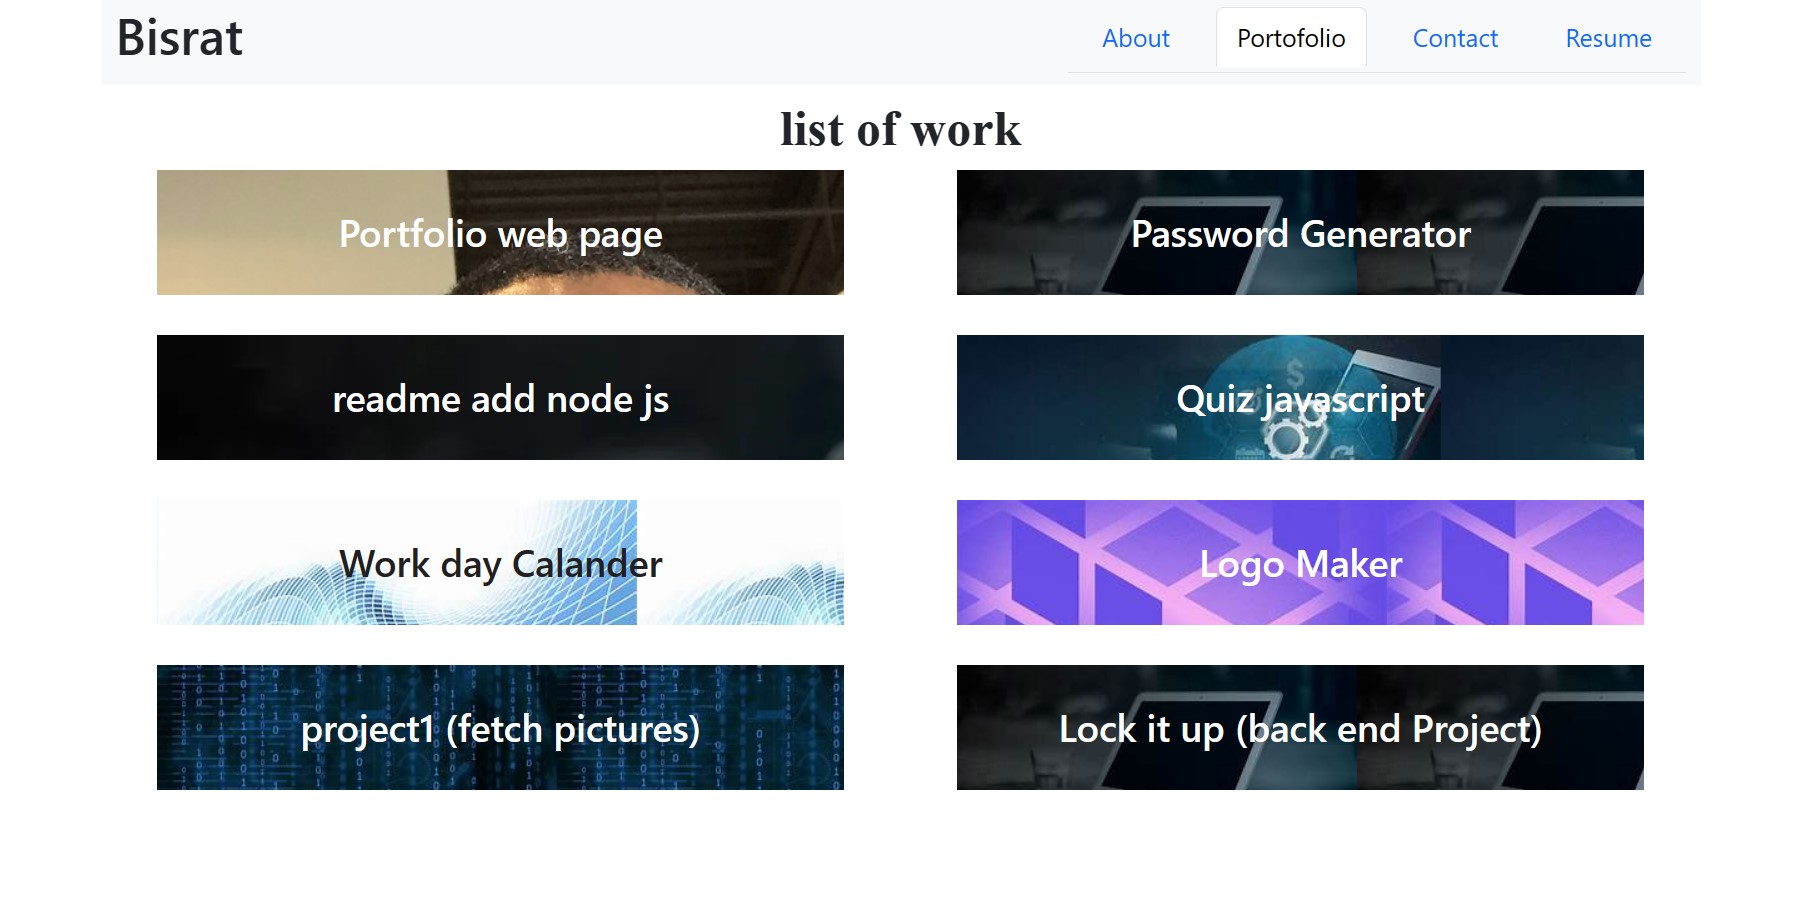 Bisrat
About
Portofolio
Contact
Resume
list of work
Portfolio web page
Password Generator
readme add node js
Quiz javascript
Work day Calander
Logo Maker
project1 (fetch pictures)
Lock it up (back end Project)